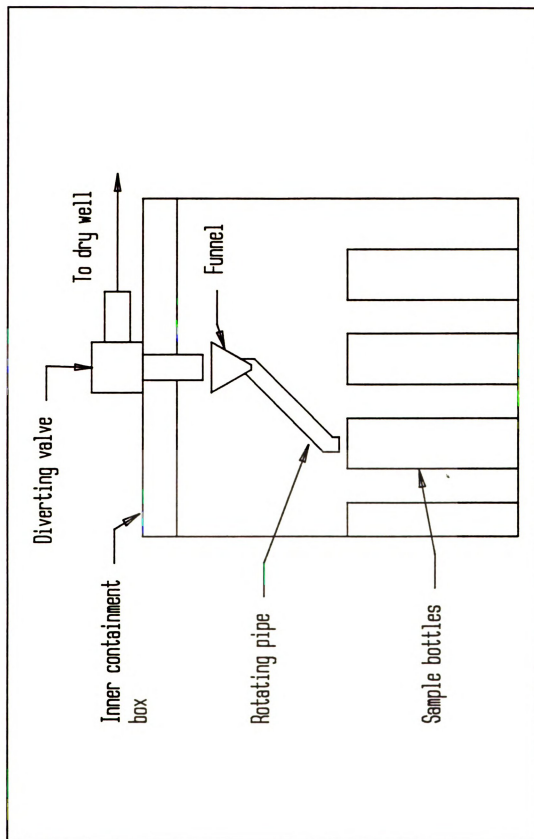 To dry well
Diverting valve
Inner containment
box
Funnel
Rotating pipe
Sample bottles